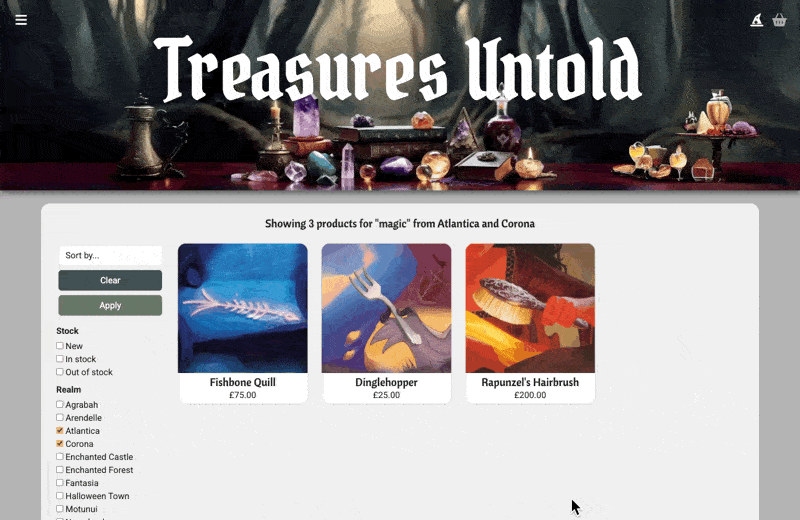 Treasures Untold
Showing 3 products for "magic" from Atlantica and Corona
Sort by...
Clear
Apply
Stock
New
In stock
Out of stock
Realm
Agrabah
Arendelle
Atlantica
Corona
Enchanted Castle
Enchanted Forest
Fantasia
Halloween Town
Motunui
Fishbone Quill
£75.00
Dinglehopper
£25.00
Rapunzel's Hairbrush
£200.00